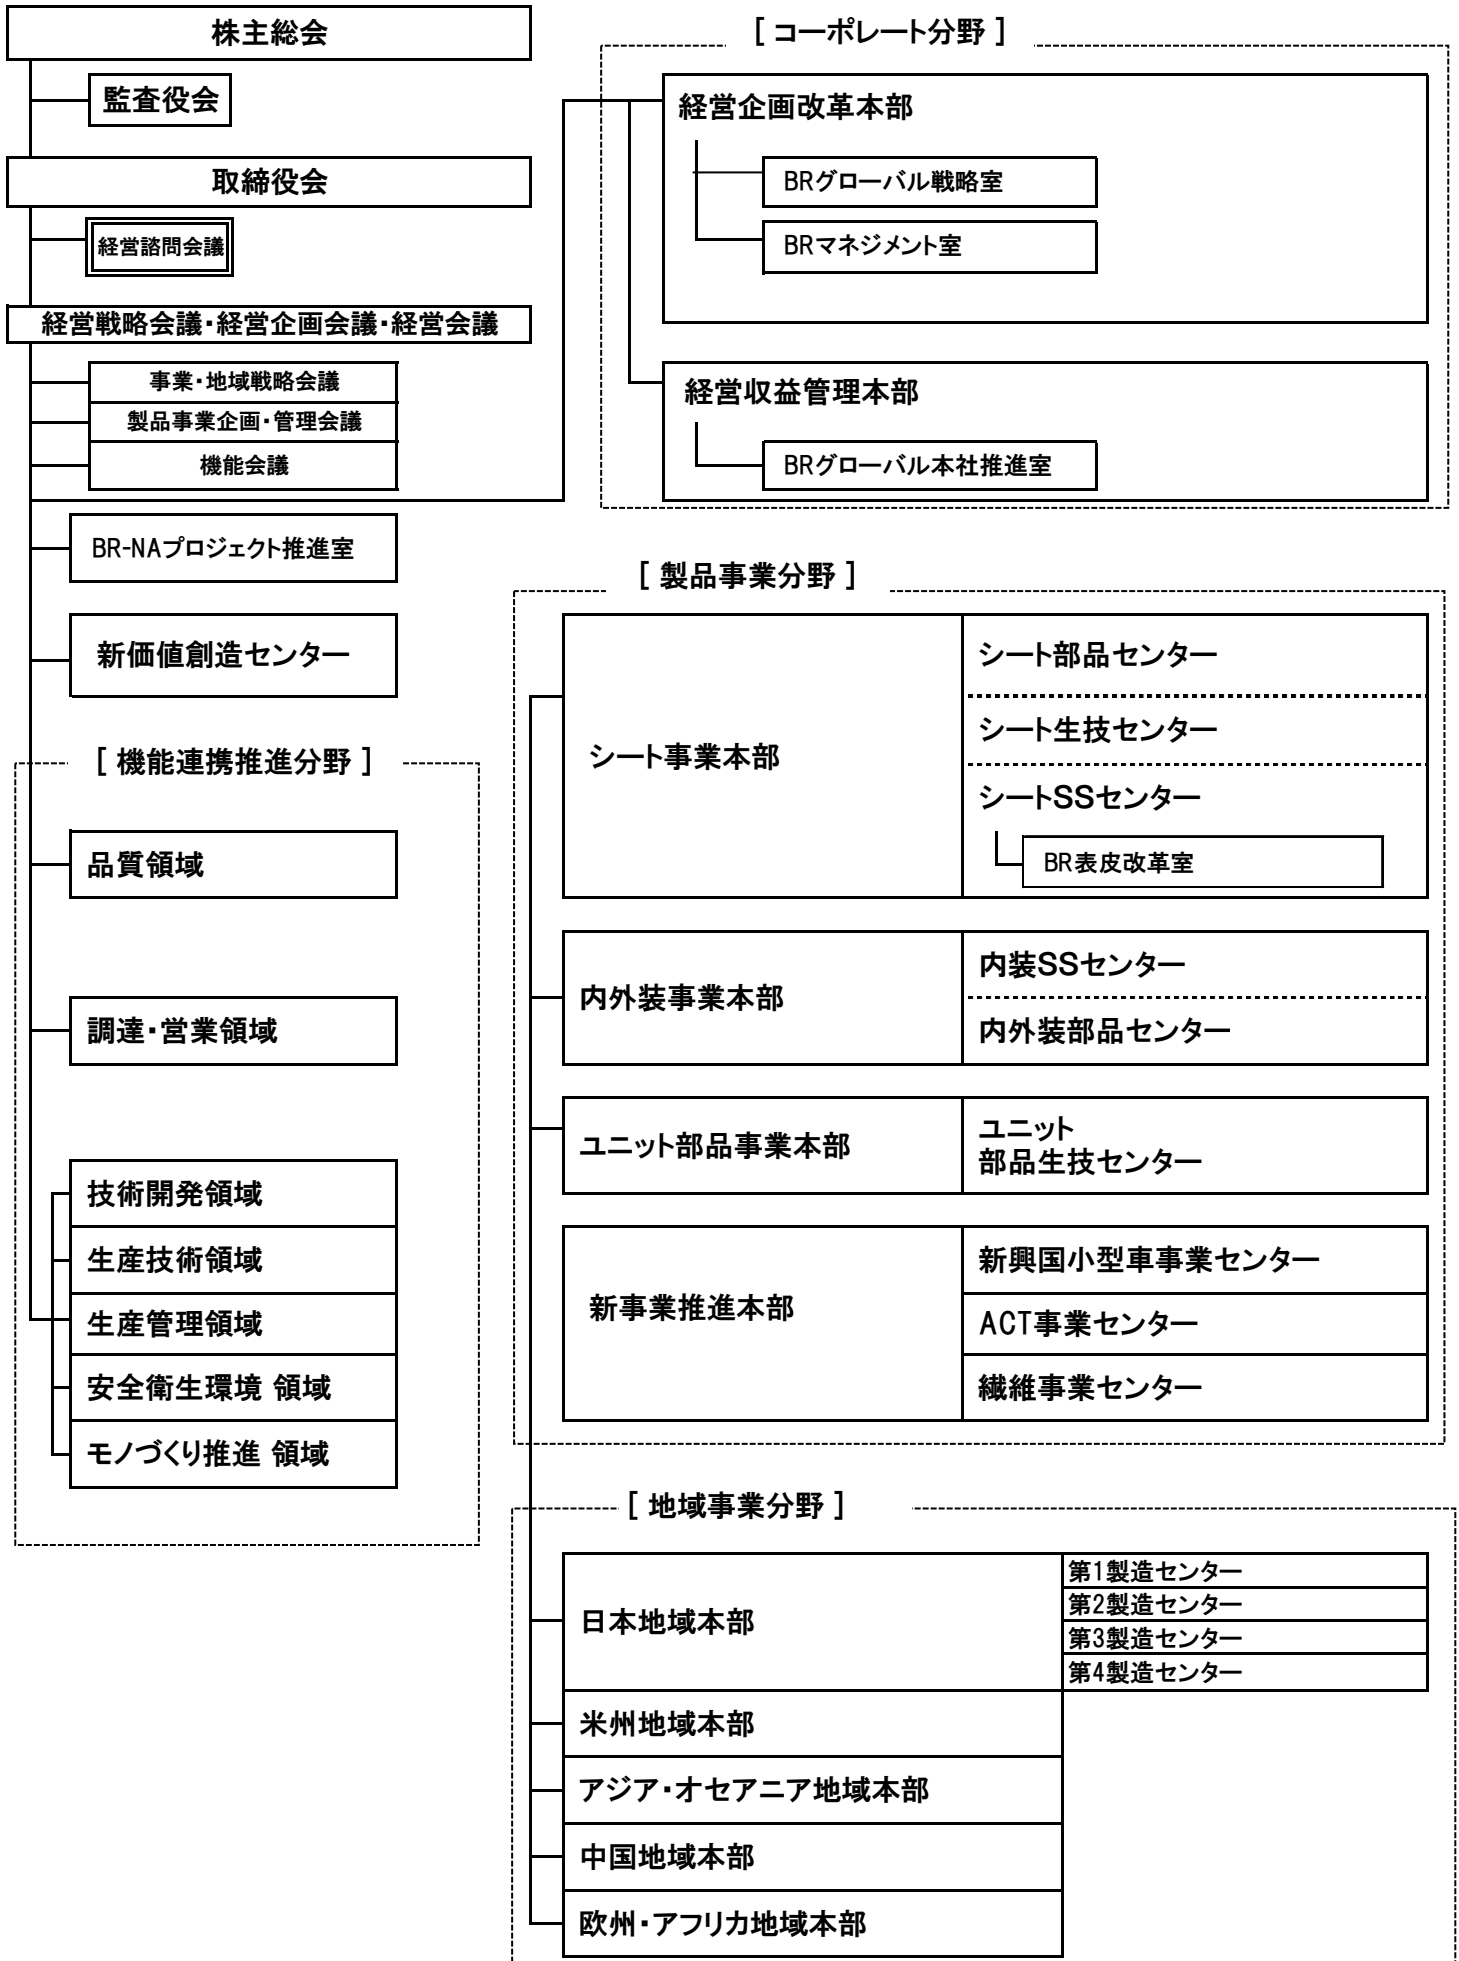 株主総会
監査役会
取締役会
経営諮問会議
経営戦略会議・経営企画会議・経営会議
事業・地域戦略会議
製品事業企画・管理会議
機能会議
BR-NAプロジェクト推進室
新価値創造センター
[ 機能連携推進分野 ]
品質領域
調達・営業領域
技術開発領域
生産技術領域
生産管理領域
安全衛生環境 領域
モノづくり推進 領域
[ コーポレート分野 ]
経営企画改革本部
BRグローバル戦略室
BRマネジメント室
経営収益管理本部
BRグローバル本社推進室
[ 製品事業分野 ]
シート事業本部
シート部品センター
シート生技センター
シートSSセンター
BR表皮改革室
内外装事業本部
内装SSセンター
内外装部品センター
ユニット部品事業本部
ユニット
部品生技センター
新事業推進本部
新興国小型車事業センター
ACT事業センター
繊維事業センター
[ 地域事業分野 ]
日本地域本部
第1製造センター
第2製造センター
第3製造センター
第4製造センター
米州地域本部
アジア・オセアニア地域本部
中国地域本部
欧州・アフリカ地域本部